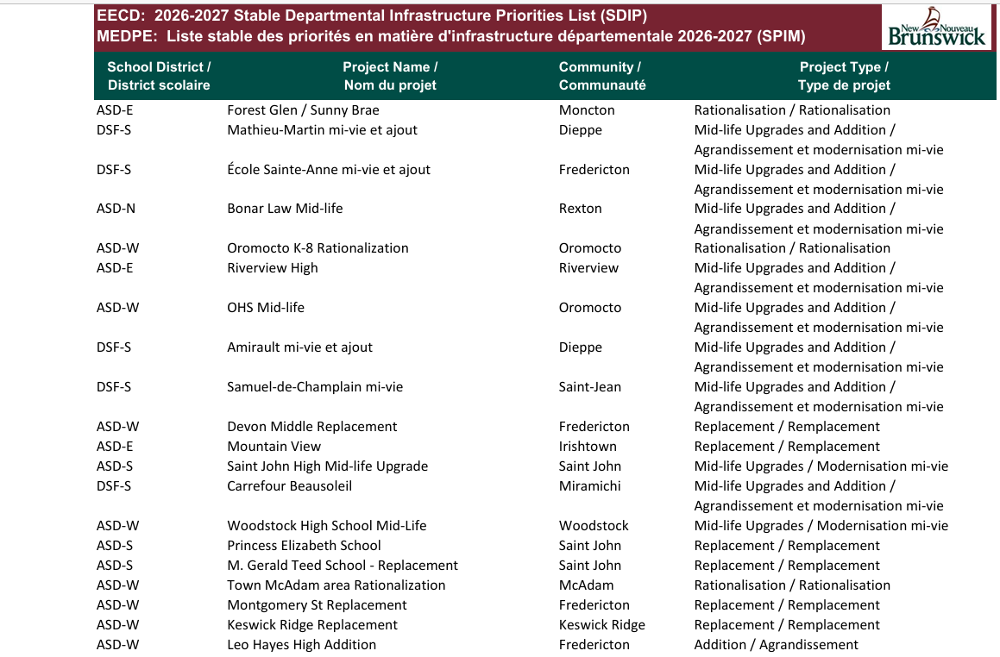 EECD: 2026-2027 Stable Departmental Infrastructure Priorities List (SDIP)
MEDPE: Liste stable des priorités en matière d'infrastructure départementale 2026-2027 (SPIM)
New Nouveau
Brunswick
School District / Project Name / Community / Project Type /
District scolaire Nom du projet Communauté Type de projet
ASD-E Forest Glen / Sunny Brae Moncton Rationalisation / Rationalisation
DSF-S Mathieu-Martin mi-vie et ajout Dieppe Mid-life Upgrades and Addition /
Agrandissement et modernisation mi-vie
DSF-S École Sainte-Anne mi-vie et ajout Fredericton Mid-life Upgrades and Addition /
Agrandissement et modernisation mi-vie
ASD-N Bonar Law Mid-life Rexton Mid-life Upgrades and Addition /
Agrandissement et modernisation mi-vie
ASD-W Oromocto K-8 Rationalization Oromocto Rationalisation / Rationalisation
ASD-E Riverview High Riverview Mid-life Upgrades and Addition /
Agrandissement et modernisation mi-vie
ASD-W OHS Mid-life Oromocto Mid-life Upgrades and Addition /
Agrandissement et modernisation mi-vie
DSF-S Amirault mi-vie et ajout Dieppe Mid-life Upgrades and Addition /
Agrandissement et modernisation mi-vie
DSF-S Samuel-de-Champlain mi-vie Saint-Jean Mid-life Upgrades and Addition /
Agrandissement et modernisation mi-vie
ASD-W Devon Middle Replacement Fredericton Replacement / Remplacement
ASD-E Mountain View Irishtown Replacement / Remplacement
ASD-S Saint John High Mid-life Upgrade Saint John Mid-life Upgrades / Modernisation mi-vie
DSF-S Carrefour Beausoleil Miramichi Mid-life Upgrades and Addition /
Agrandissement et modernisation mi-vie
ASD-W Woodstock High School Mid-Life Woodstock Mid-life Upgrades / Modernisation mi-vie
ASD-S Princess Elizabeth School Saint John Replacement / Remplacement
ASD-S M. Gerald Teed School - Replacement Saint John Replacement / Remplacement
ASD-W Town McAdam area Rationalization McAdam Rationalisation / Rationalisation
ASD-W Montgomery St Replacement Fredericton Replacement / Remplacement
ASD-W Keswick Ridge Replacement Keswick Ridge Replacement / Remplacement
ASD-W Leo Hayes High Addition Fredericton Addition / Agrandissement